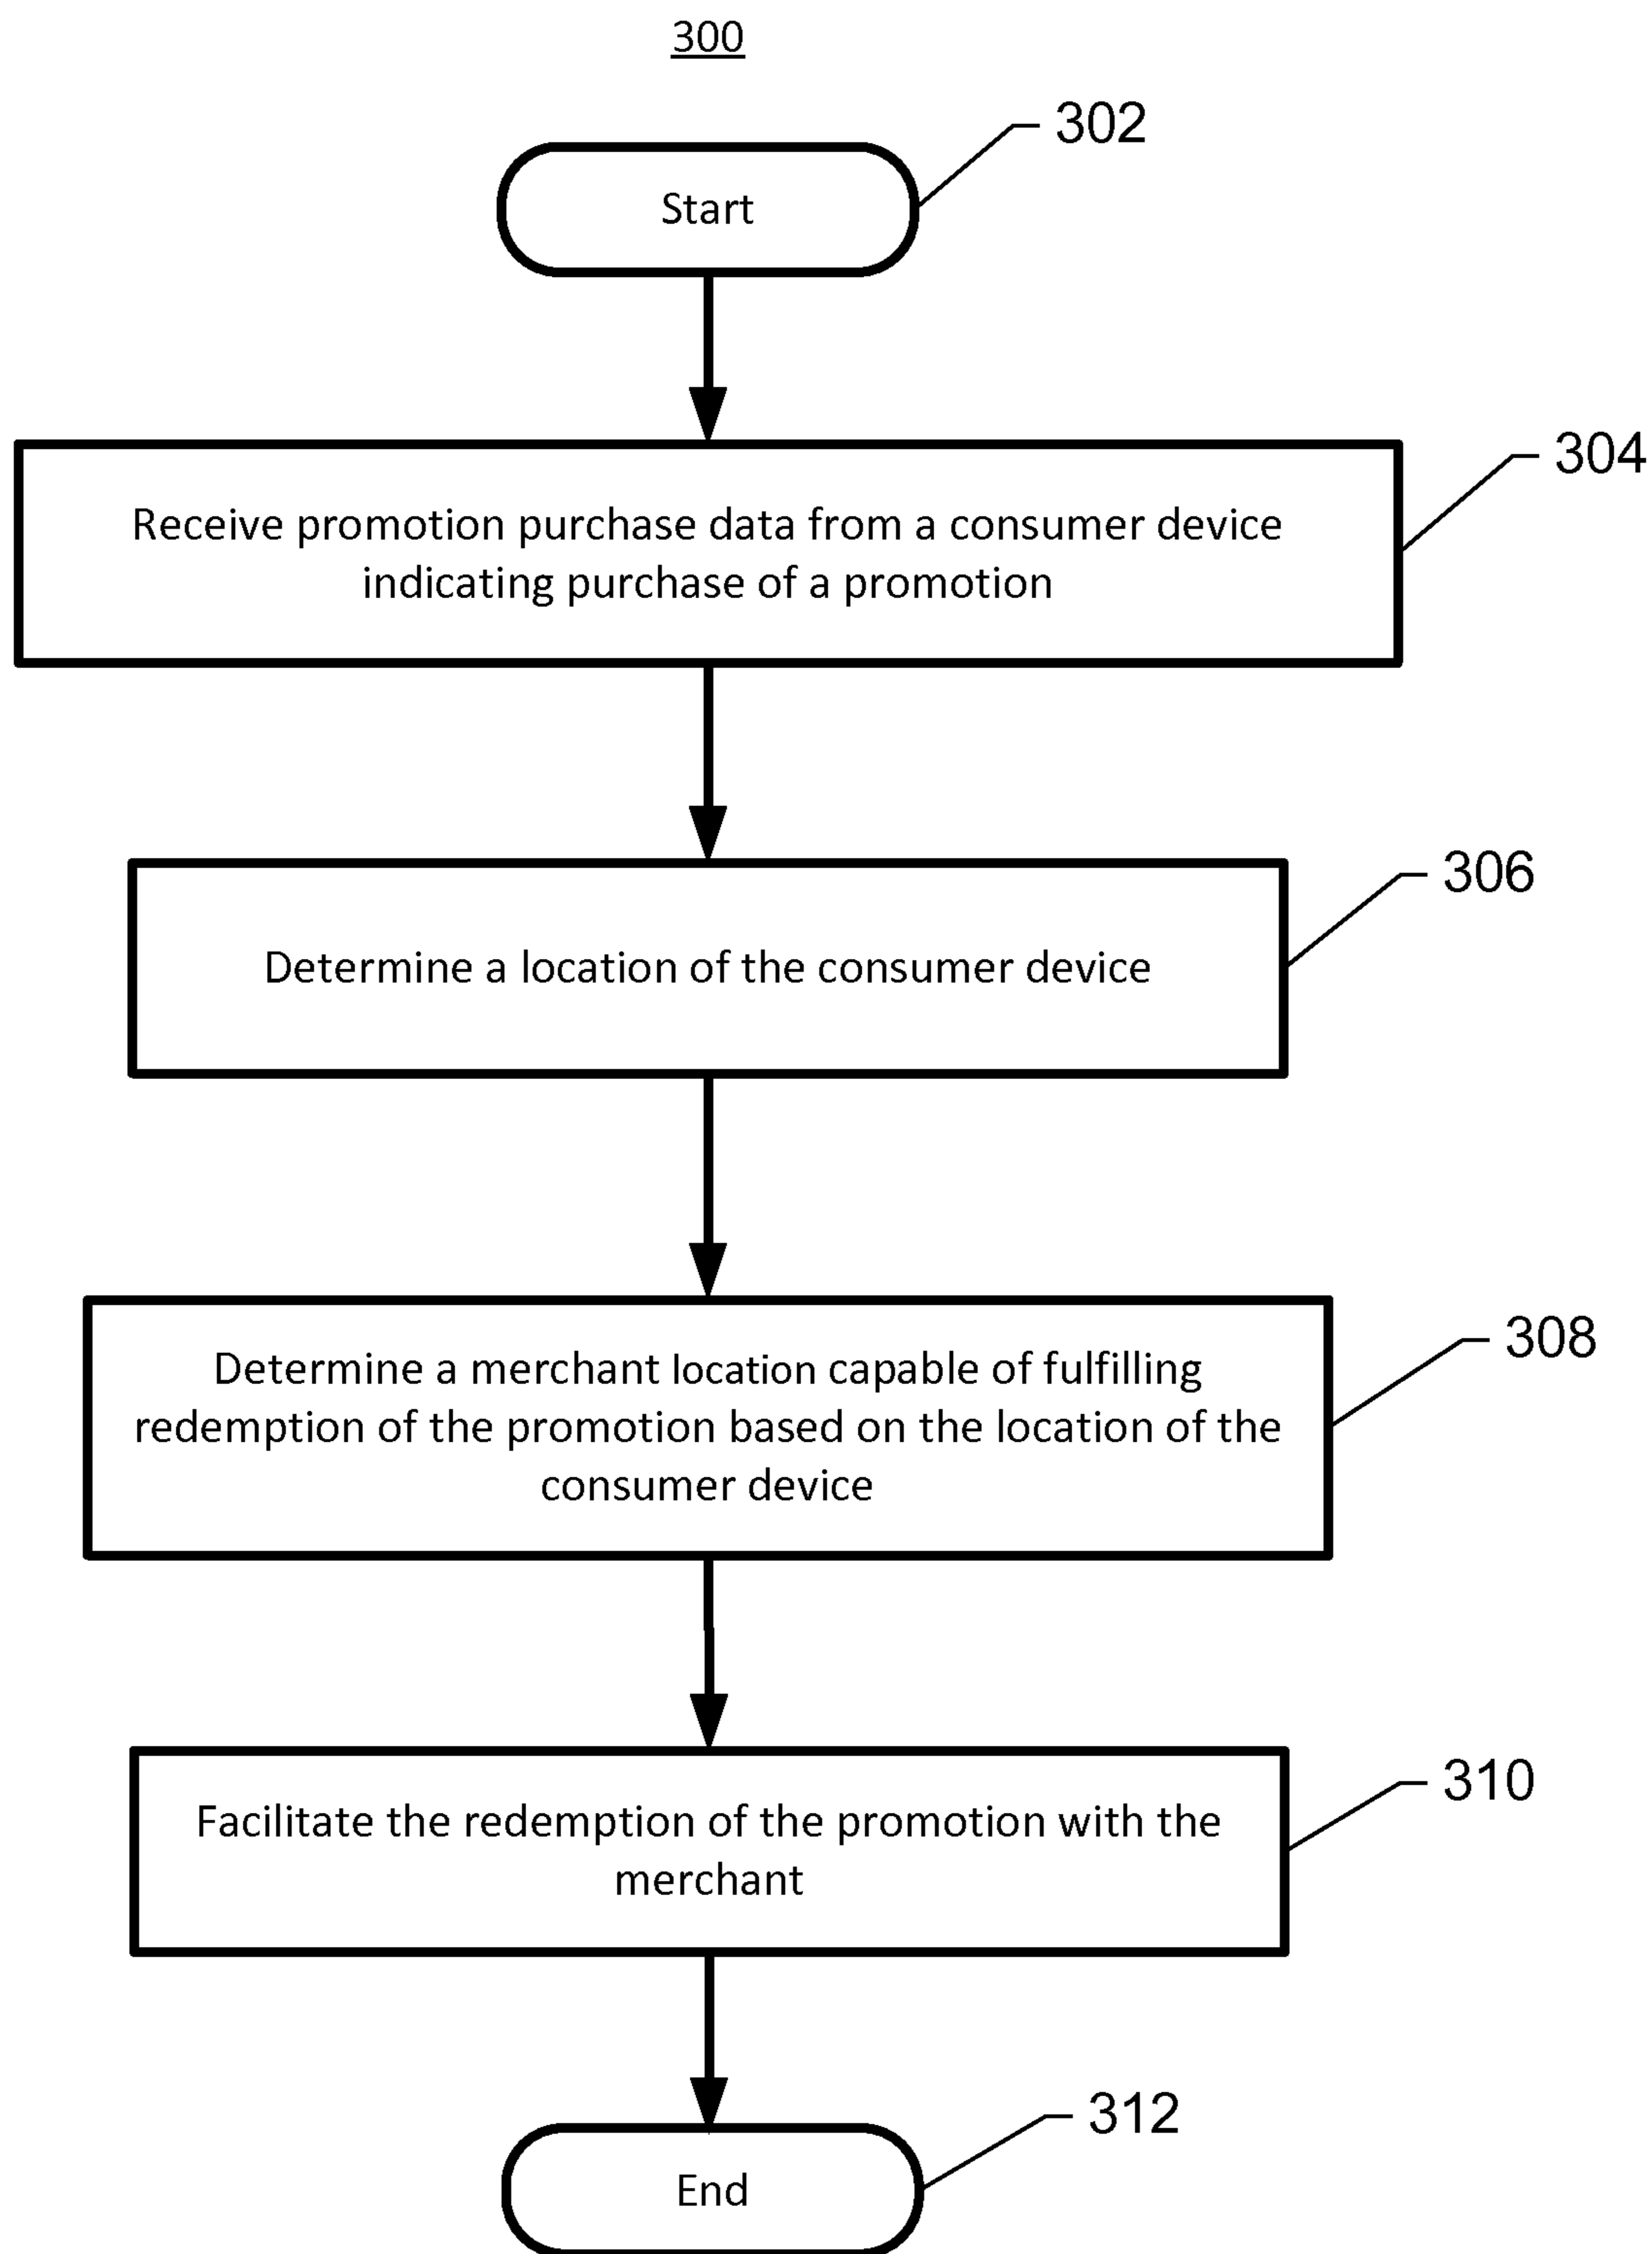 300
302
Start
304
Receive promotion purchase data from a consumer device
indicating purchase of a promotion
306
Determine a location of the consumer device
308
Determine a merchant location capable of fulfilling
redemption of the promotion based on the location of the
consumer device
310
Facilitate the redemption of the promotion with the
merchant
312
End